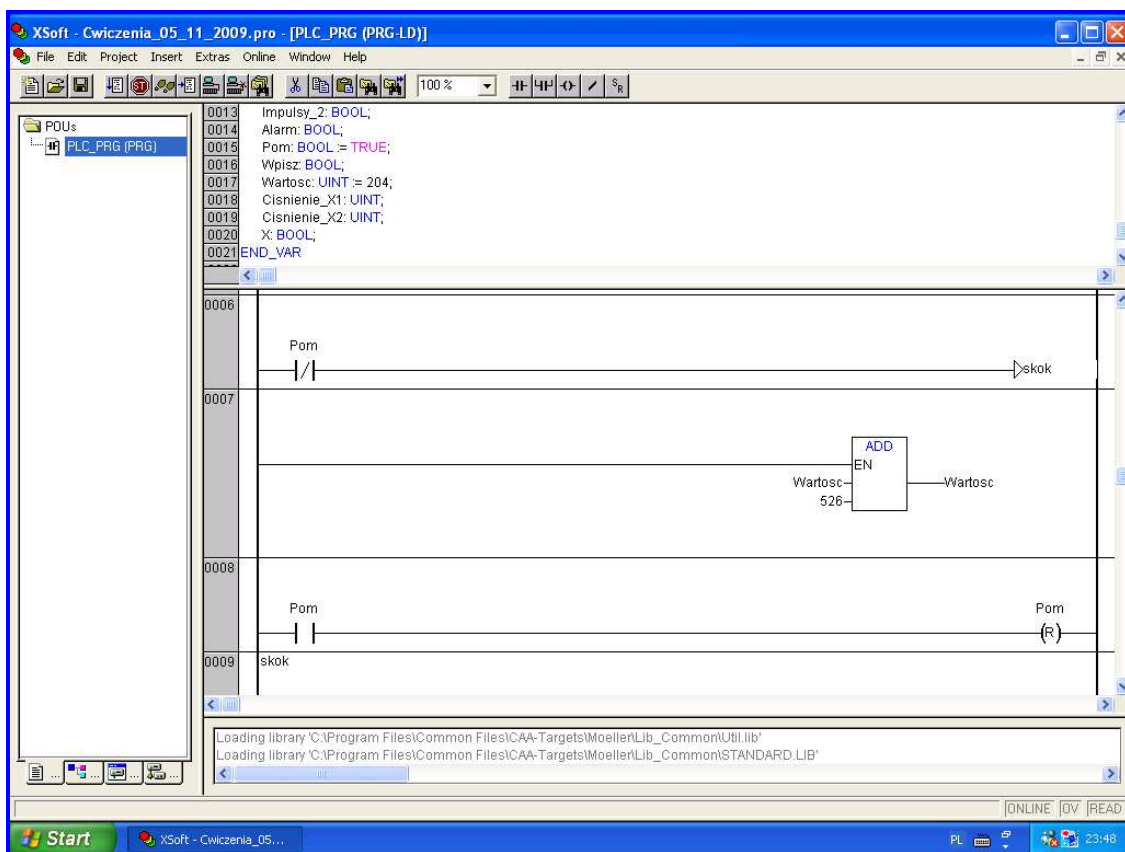 XSoft - Cwiczenia_05_11_2009.pro - [PLC_PRG (PRG-LD)]
File Edit Project Insert Extras Online Window Help
100 %
POUs
PLC_PRG (PRG)
0013 Impulsy_2: BOOL;
0014 Alarm: BOOL;
0015 Pom: BOOL := TRUE;
0016 Wpisz: BOOL;
0017 Wartosc: UINT := 204;
0018 Cisnienie_X1: UINT;
0019 Cisnienie_X2: UINT;
0020 X: BOOL;
0021 END_VAR
0006
Pom
skok
0007
ADD
EN
Wartosc
Wartosc
526
0008
Pom
Pom
R
0009 skok
Loading library 'C:\Program Files\Common Files\CAA-Targets\Moeller\Lib_Common\Util.lib'
Loading library 'C:\Program Files\Common Files\CAA-Targets\Moeller\Lib_Common\STANDARD.LIB'
ONLINE OV READ
Start
XSoft - Cwiczenia_05...
PL
23:48